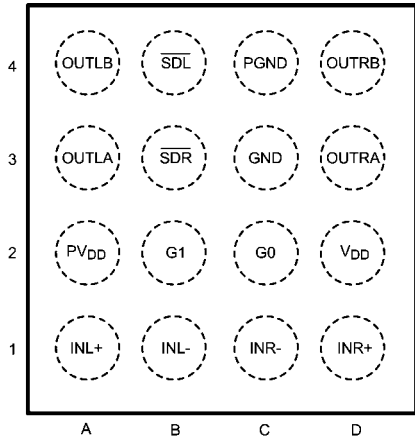 4 OUTLB SDL PGND OUTRB
3 OUTLA SDR GND OUTRA
2 PVDD G1 G0 VDD
1 INL+ INL- INR- INR+
A B C D